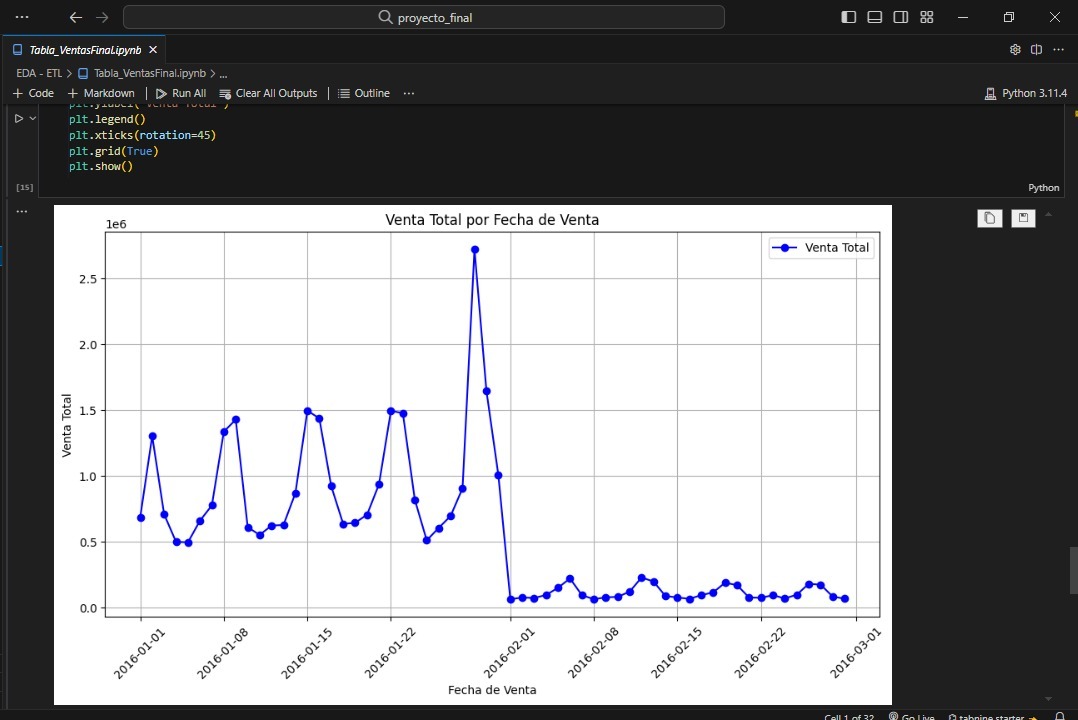 proyecto_final
Tabla_VentasFinal.ipynb
EDA - ETL > Tabla_VentasFinal.ipynb > ...
+ Code + Markdown Run All Clear All Outputs Outline ... Python 3.11.4
plt.ylabel('Venta Total')
plt.legend()
plt.xticks(rotation=45)
plt.grid(True)
plt.show()
[15]
Python
Venta Total por Fecha de Venta
1e6
Venta Total
2.5
2.0
1.5
1.0
0.5
0.0
Venta Total
2016-01-01
2016-01-08
2016-01-15
2016-01-22
2016-02-01
2016-02-08
2016-02-15
2016-02-22
2016-03-01
Fecha de Venta
Cell 1 of 32 Go Live tabnine starter